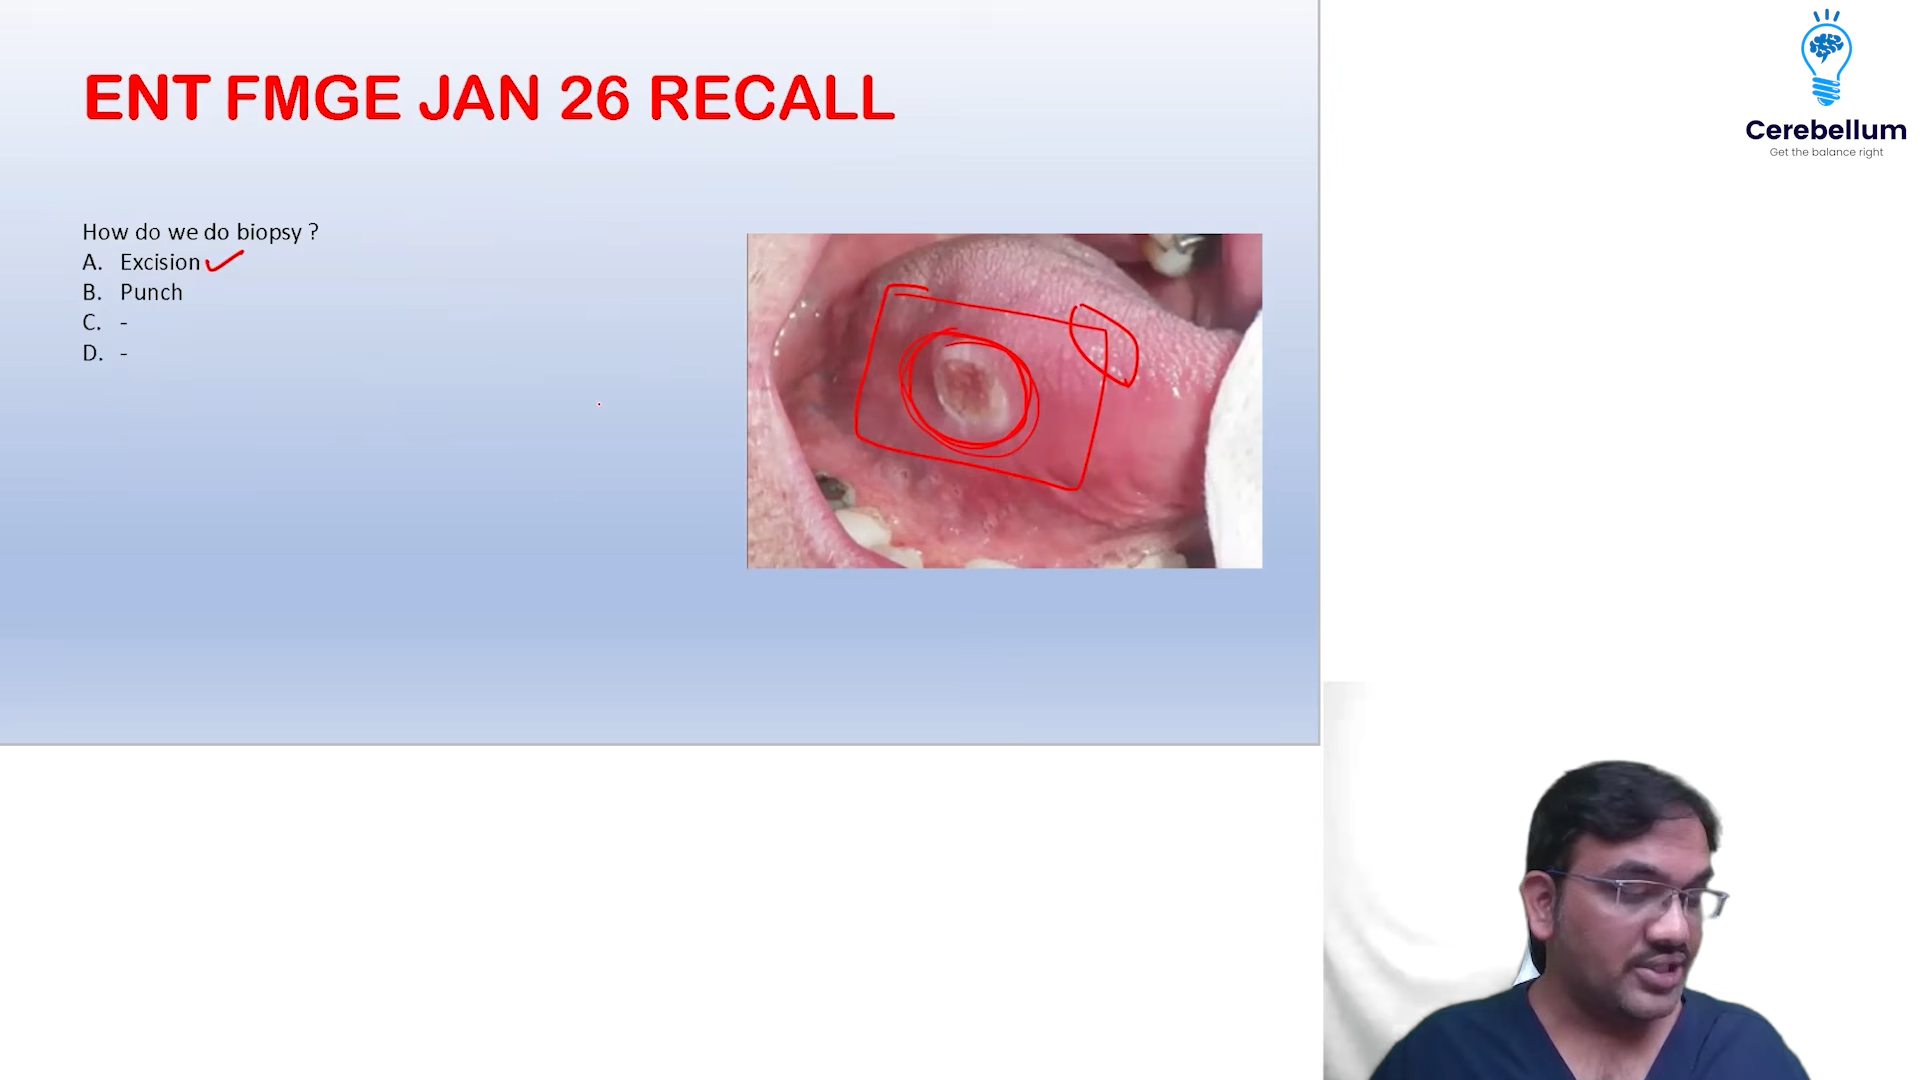 ENT FMGE JAN 26 RECALL
Cerebellum
Get the balance right
How do we do biopsy ?
A. Excision
B. Punch
C. -
D. -